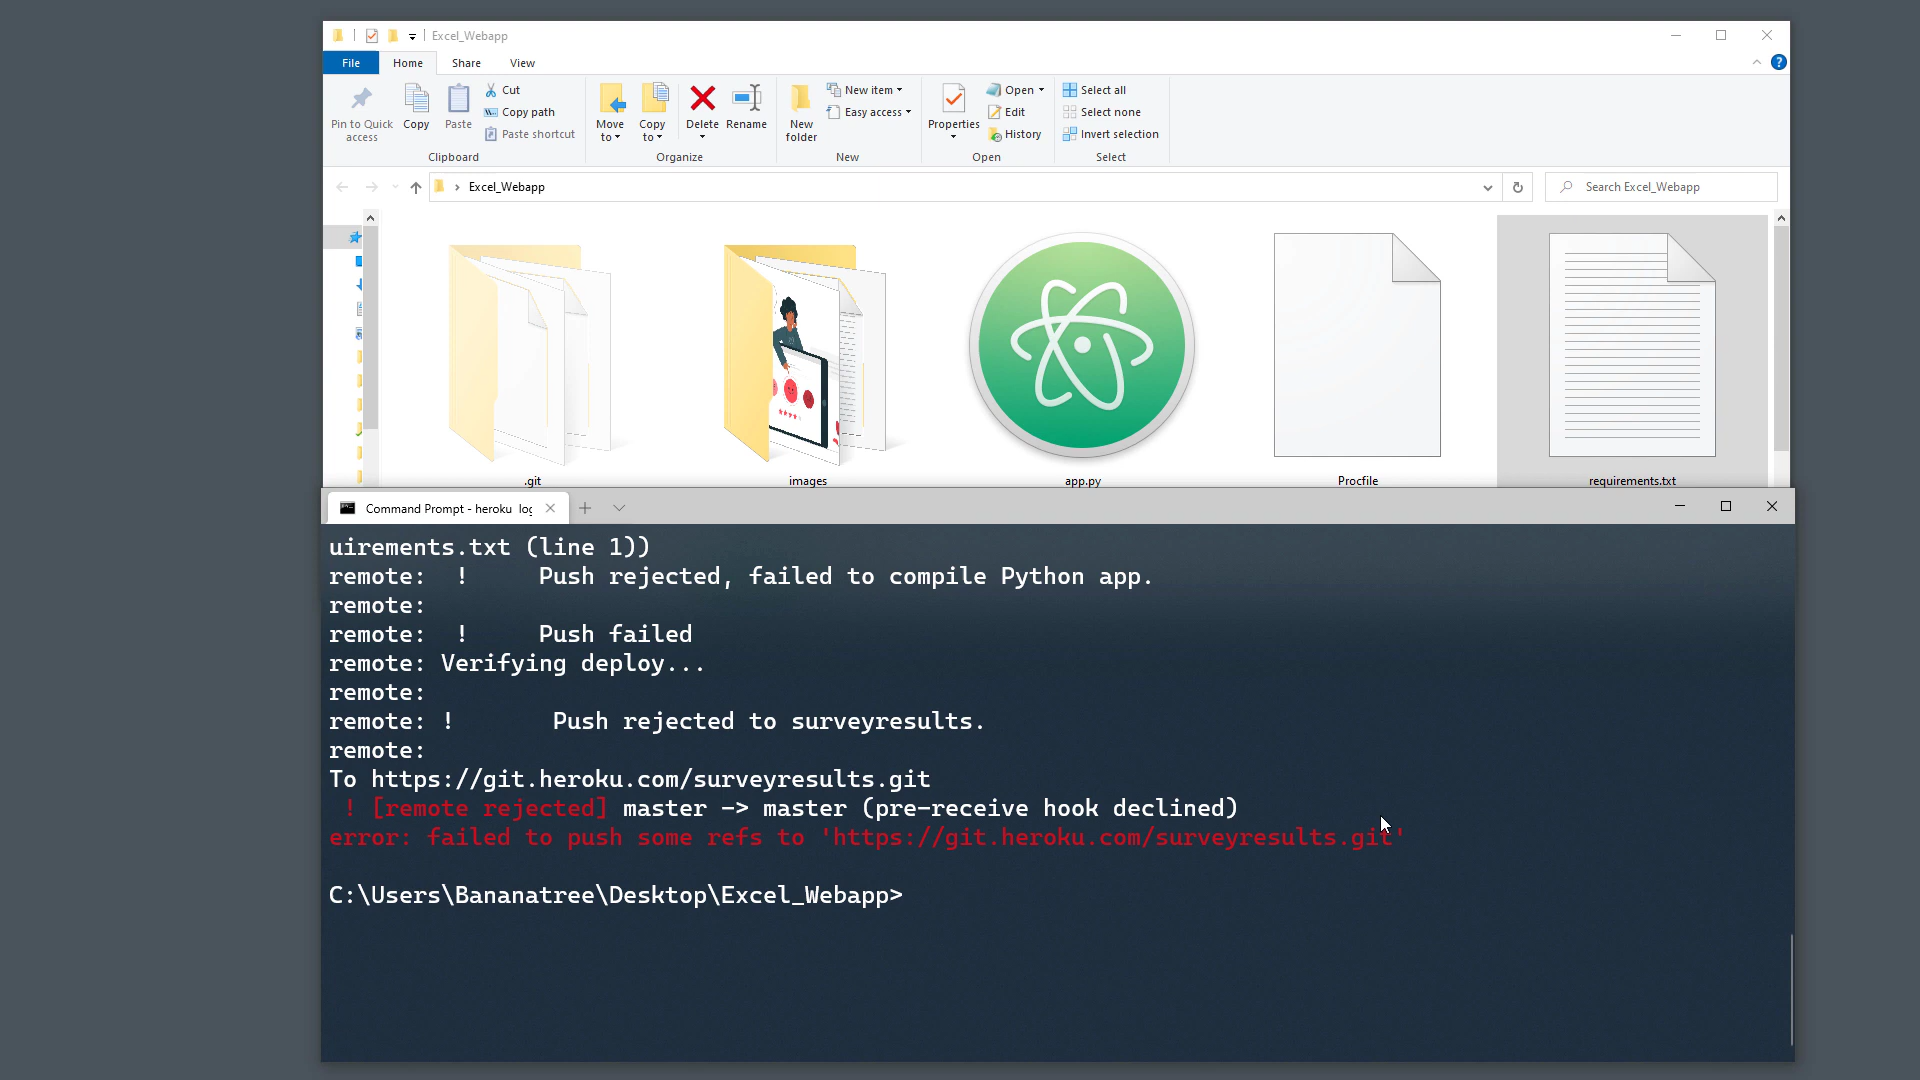 Excel_Webapp
File Home Share View
Pin to Quick access
Copy
Paste
Cut
Copy path
Paste shortcut
Clipboard
Move to
Copy to
Delete
Rename
Organize
New folder
New item
Easy access
New
Properties
Open
Edit
History
Open
Select all
Select none
Invert selection
Select
Excel_Webapp
Search Excel_Webapp
.git images app.py Procfile requirements.txt
Command Prompt - heroku log
uirements.txt (line 1))
remote:  !     Push rejected, failed to compile Python app.
remote:
remote:  !     Push failed
remote: Verifying deploy...
remote:
remote: !       Push rejected to surveyresults.
remote:
To https://git.heroku.com/surveyresults.git
 ! [remote rejected] master -> master (pre-receive hook declined)
error: failed to push some refs to 'https://git.heroku.com/surveyresults.git'
C:\Users\Bananatree\Desktop\Excel_Webapp>